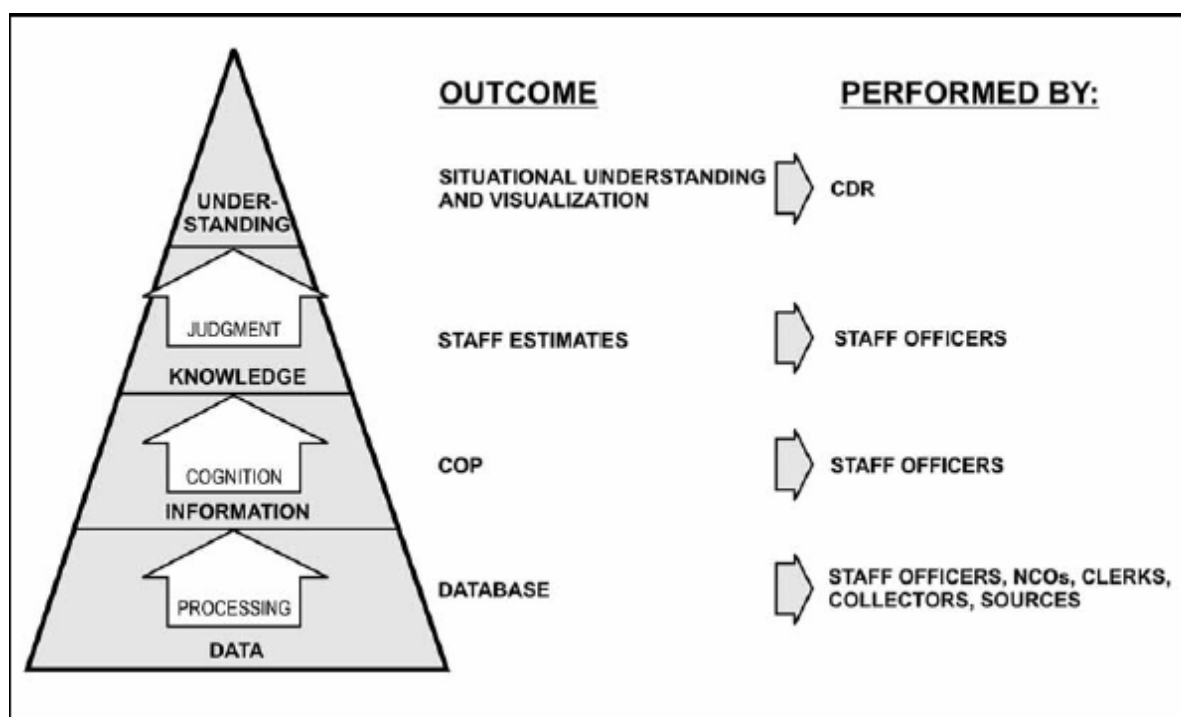 OUTCOME
PERFORMED BY:
UNDER-
STANDING
SITUATIONAL UNDERSTANDING
AND VISUALIZATION
CDR
JUDGMENT
KNOWLEDGE
STAFF ESTIMATES
STAFF OFFICERS
COGNITION
INFORMATION
COP
STAFF OFFICERS
PROCESSING
DATA
DATABASE
STAFF OFFICERS, NCOs, CLERKS,
COLLECTORS, SOURCES